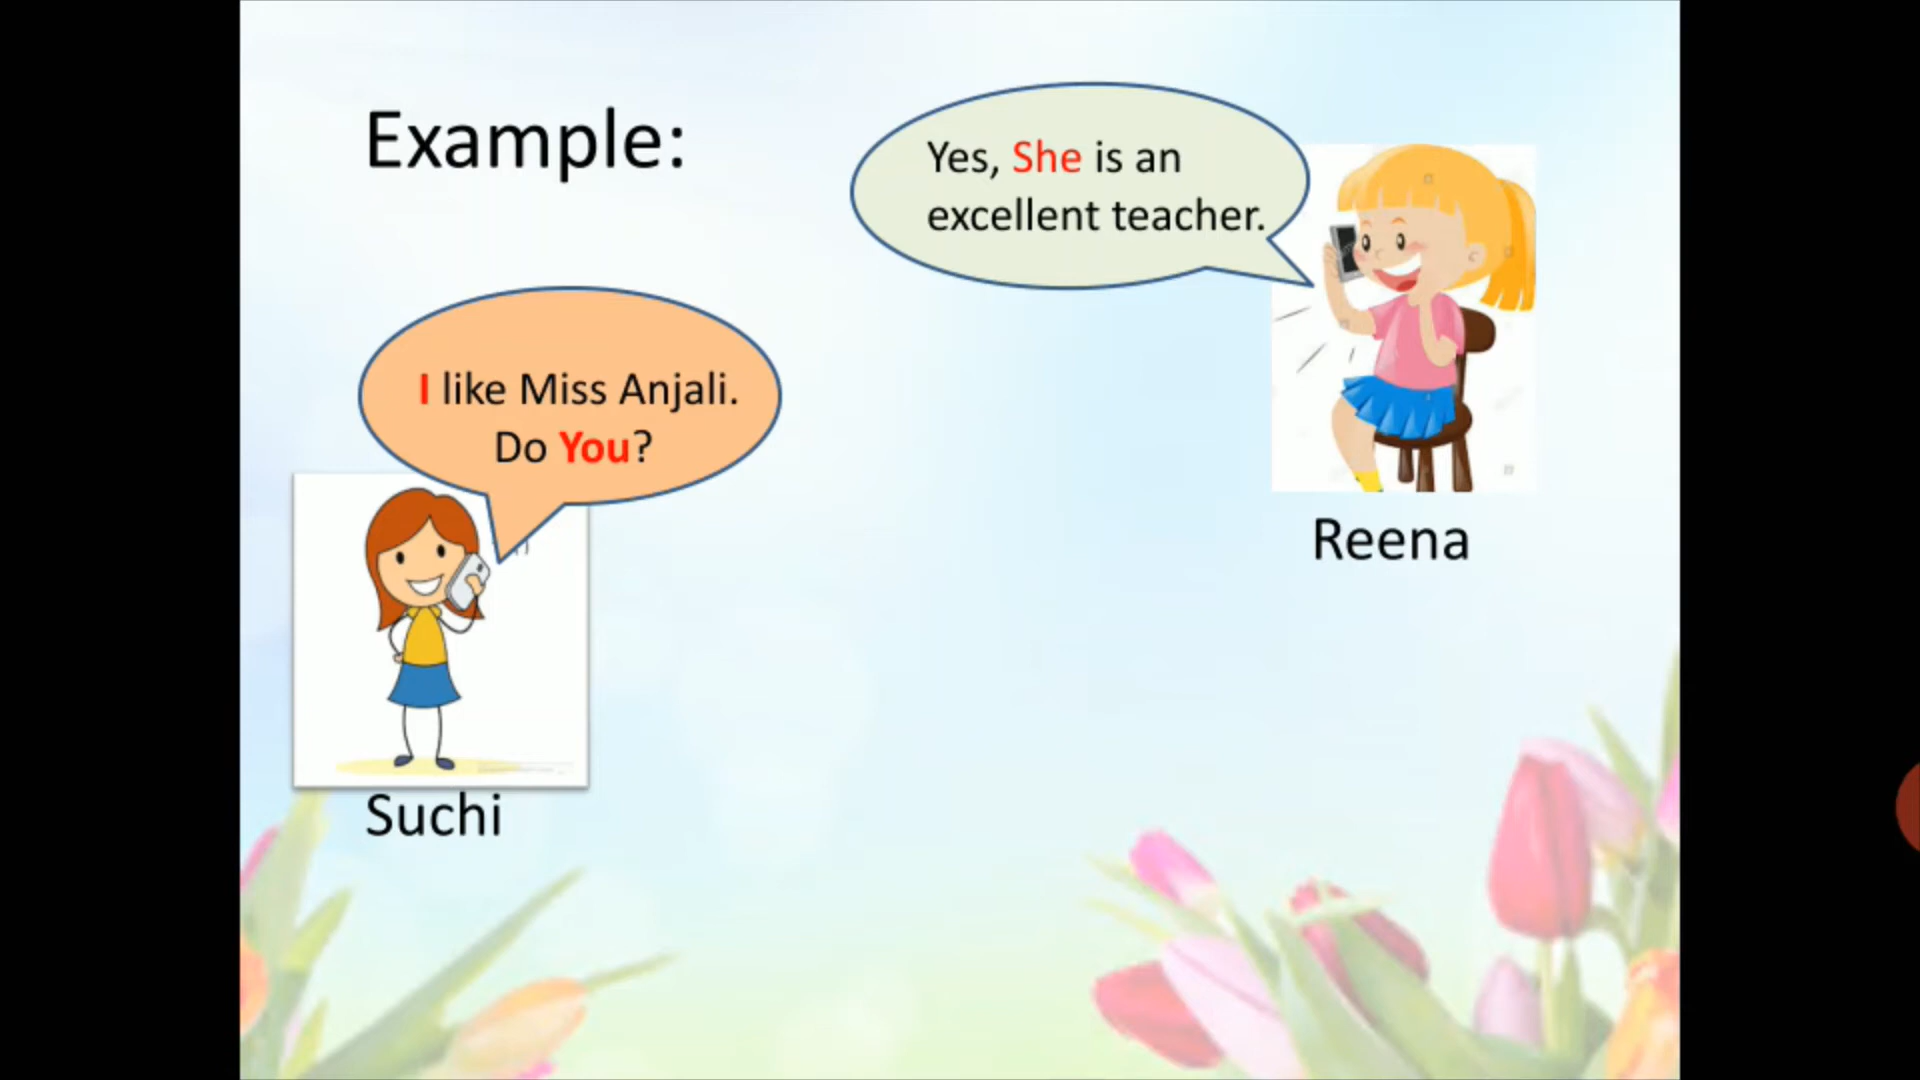 Example:
Yes, She is an
excellent teacher.
I like Miss Anjali.
Do You?
Reena
Suchi